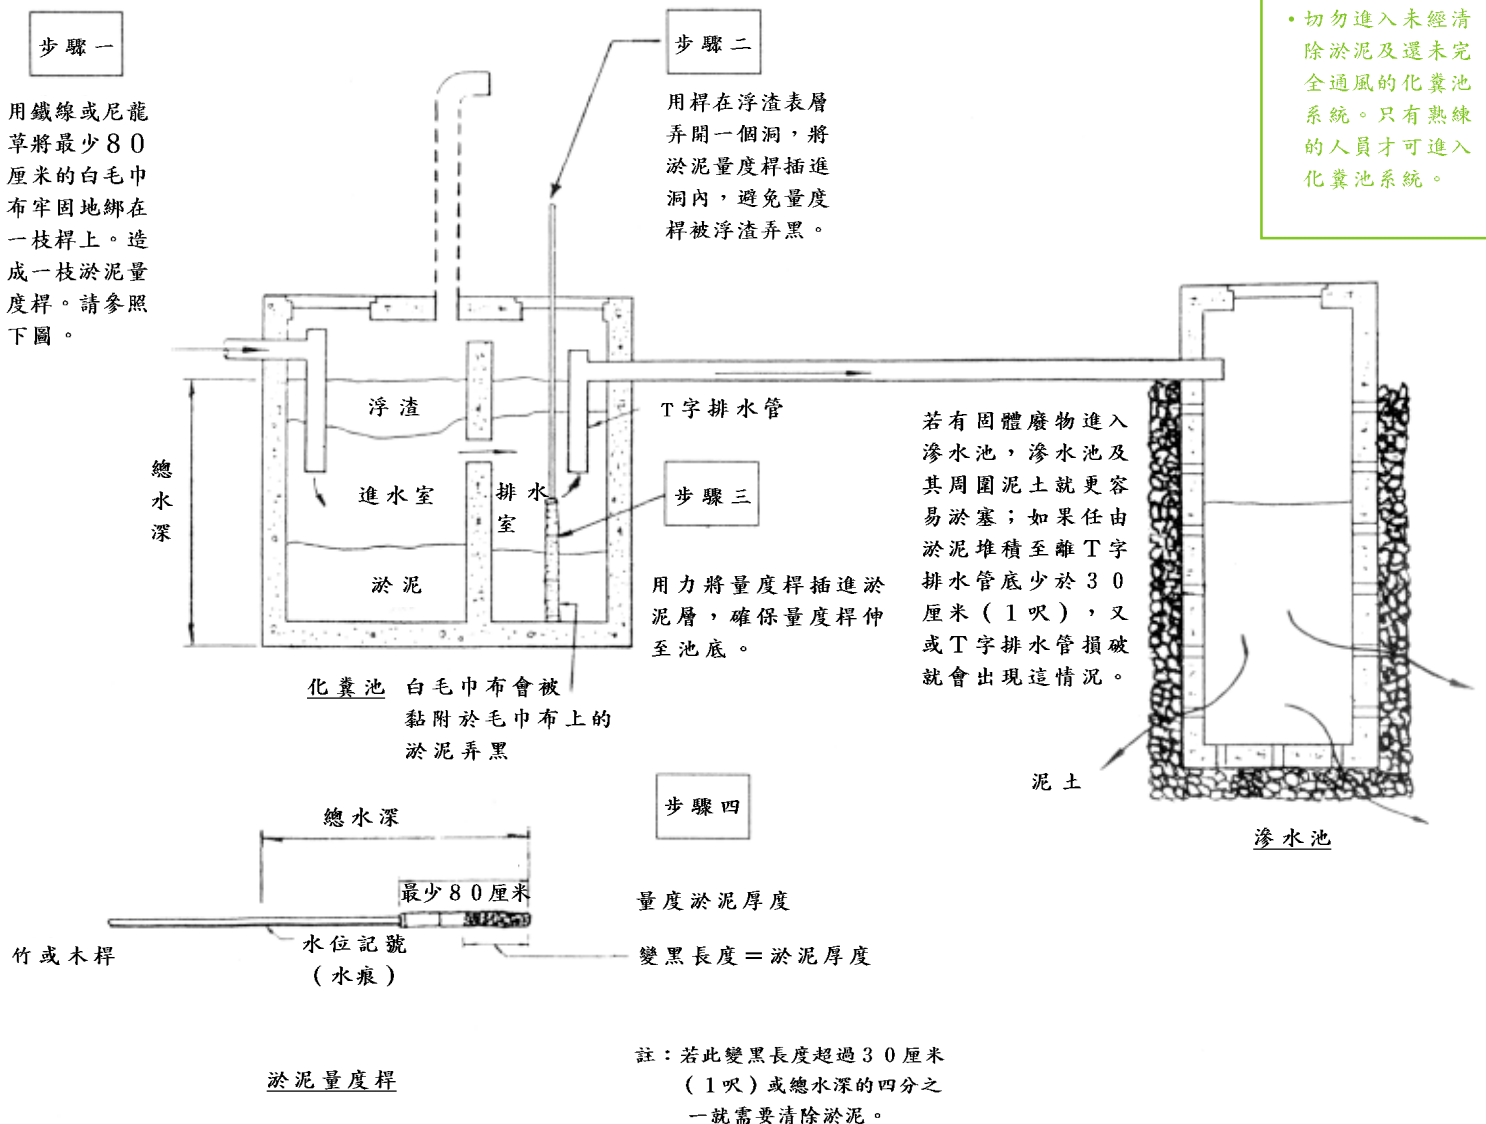 步驟一
用鐵線或尼龍
草將最少80
厘米的白毛巾
布牢固地綁在
一枝桿上。造
成一枝淤泥量
度桿。請參照
下圖。
步驟二
用桿在浮渣表層
弄開一個洞,將
淤泥量度桿插進
洞內,避免量度
桿被浮渣弄黑。
•切勿進入未經清
除淤泥及還未完
全通風的化糞池
系統。只有熟練
的人員才可進入
化糞池系統。
浮渣
T字排水管
總水深
進水室
排水
室
淤泥
步驟三
用力將量度桿插進淤
泥層,確保量度桿伸
至池底。
若有固體廢物進入
滲水池,滲水池及
其周圍泥土就更容
易淤塞;如果任由
淤泥堆積至離T字
排水管底少於30
厘米(1呎),又
或T字排水管損破
就會出現這情況。
化糞池
白毛巾布會被
黏附於毛巾布上的
淤泥弄黑
泥土
滲水池
步驟四
總水深
最少80厘米
量度淤泥厚度
竹或木桿
水位記號
(水痕)
變黑長度=淤泥厚度
淤泥量度桿
註:若此變黑長度超過30厘米
(1呎)或總水深的四分之
一就需要清除淤泥。